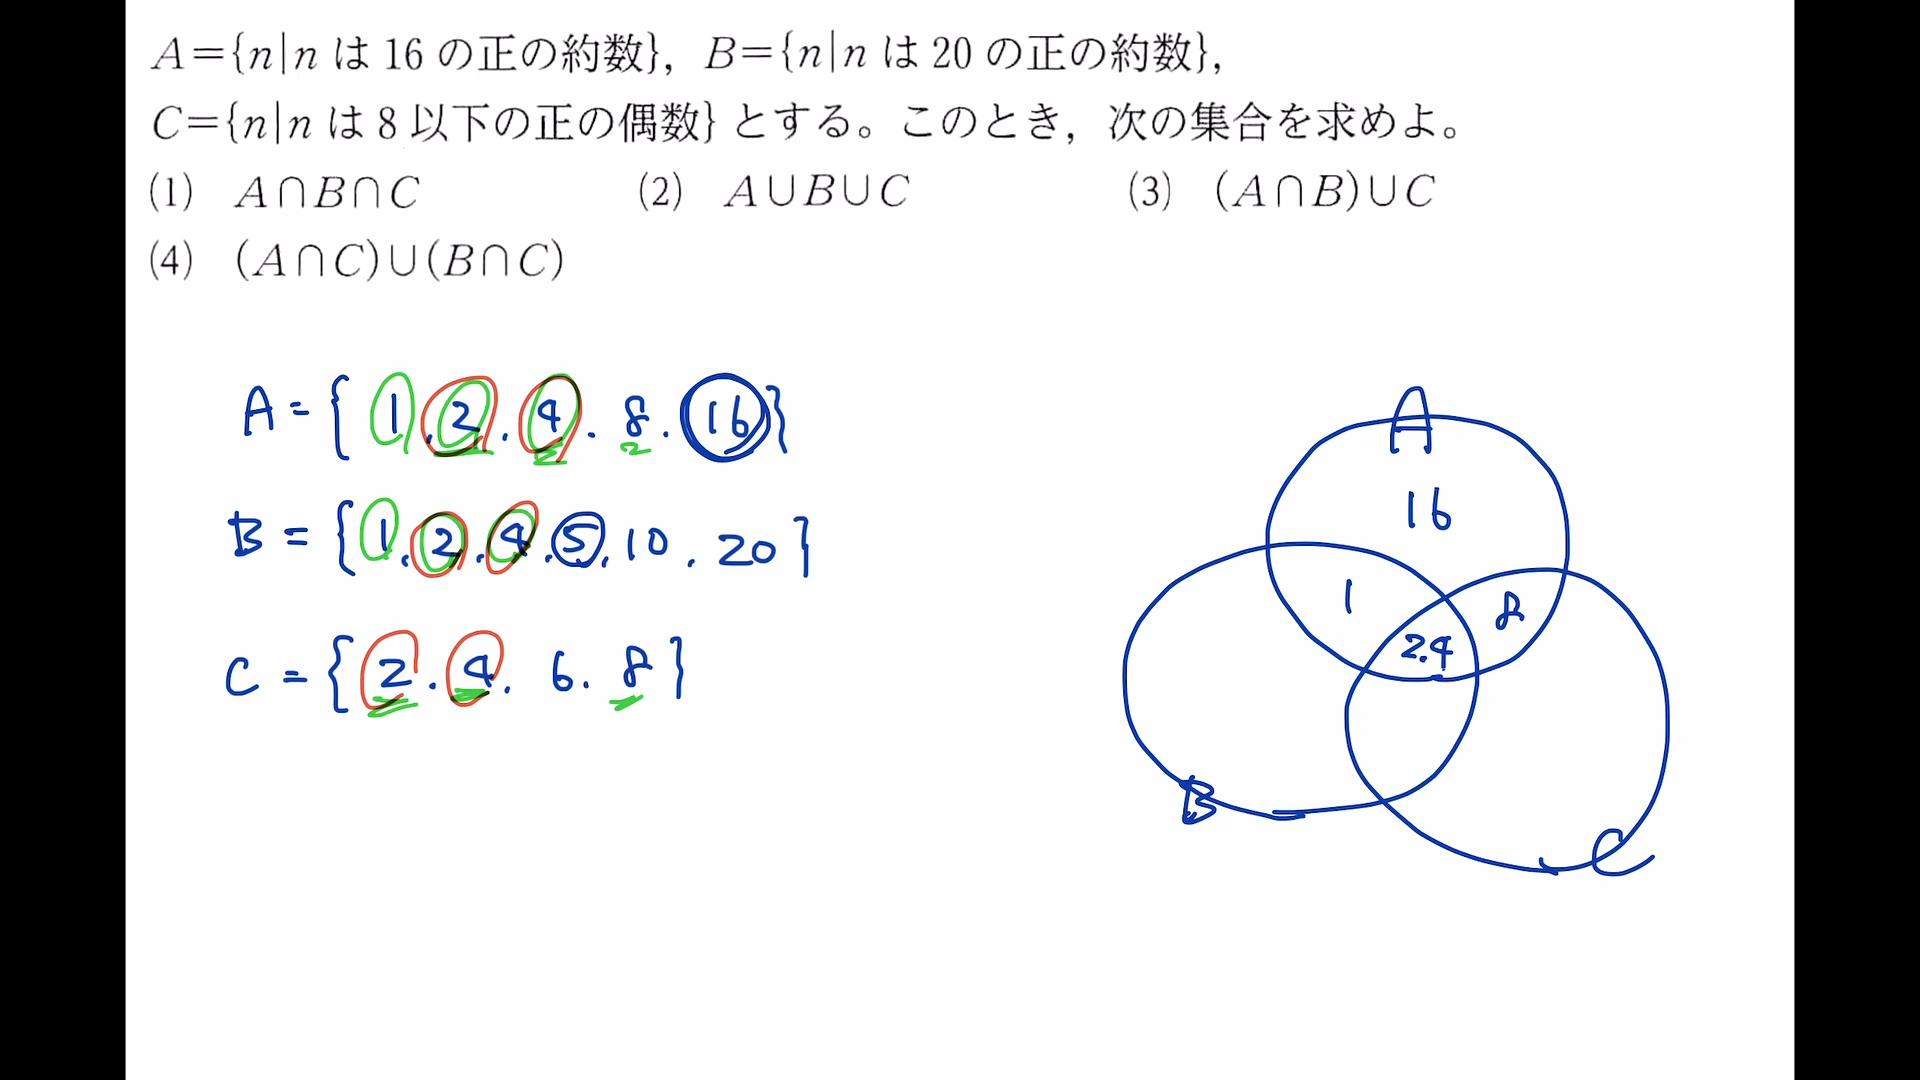 A={n|n は 16 の正の約数}, B={n|n は 20 の正の約数},
C={n|n は 8 以下の正の偶数} とする。このとき, 次の集合を求めよ。
(1) A∩B∩C (2) A∪B∪C (3) (A∩B)∪C
(4) (A∩C)∪(B∩C)
A={1.2.4.8.16}
B={1.2.4.5.10.20}
C={2.4.6.8}
A
16
1
8
2.4
B
C